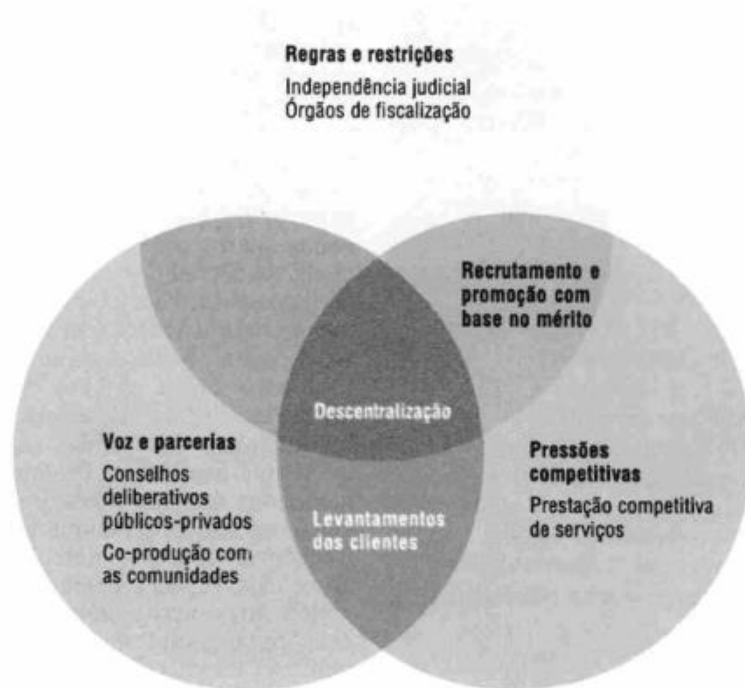 Regras e restrições
Independência judicial
Órgãos de fiscalização
Recrutamento e
promoção com
base no mérito
Descentralização
Voz e parcerias
Conselhos
deliberativos
públicos-privados
Co-produção com
as comunidades
Levantamentos
dos clientes
Pressões
competitivas
Prestação competitiva
de serviços